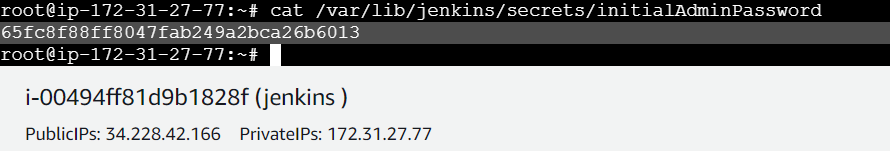 root@ip-172-31-27-77:~# cat /var/lib/jenkins/secrets/initialAdminPassword
65fc8f88ff8047fab249a2bca26b6013
root@ip-172-31-27-77:~#
i-00494ff81d9b1828f (jenkins )
PublicIPs: 34.228.42.166 PrivateIPs: 172.31.27.77